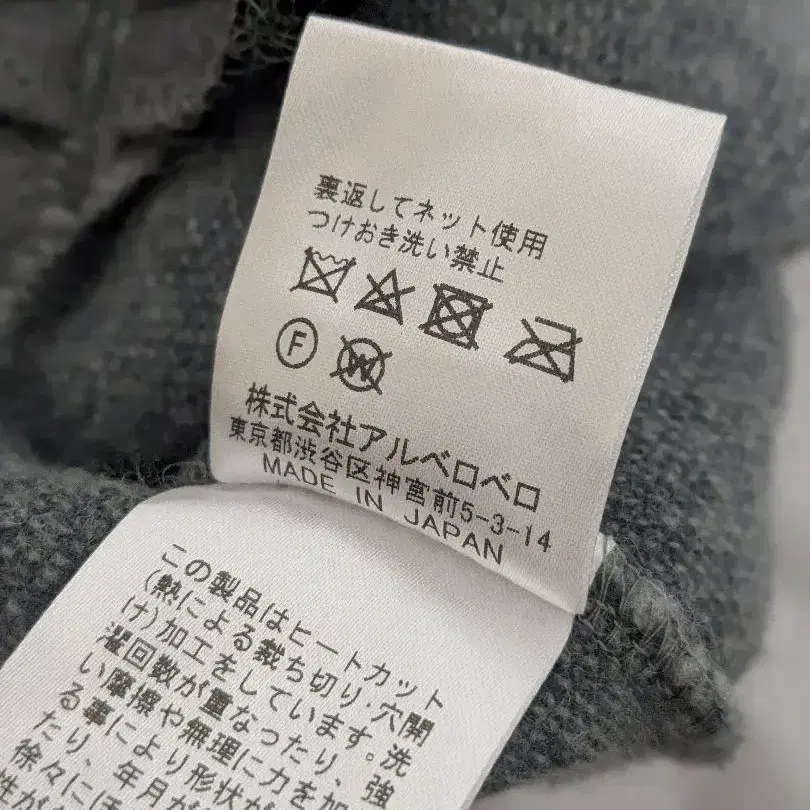 裏返してネット使用
つけおき洗い禁止
F W
株式会社アルベロベロ
東京都渋谷区神宮前5-3-14
MADE IN JAPAN
この製品はヒートカット
(熱による裁ち切り・穴開
け)加工をしています。洗
濯回数が重なったり、強
い摩擦や無理に力を加
る事により形状が
たり、年月が
徐々にほ
性が